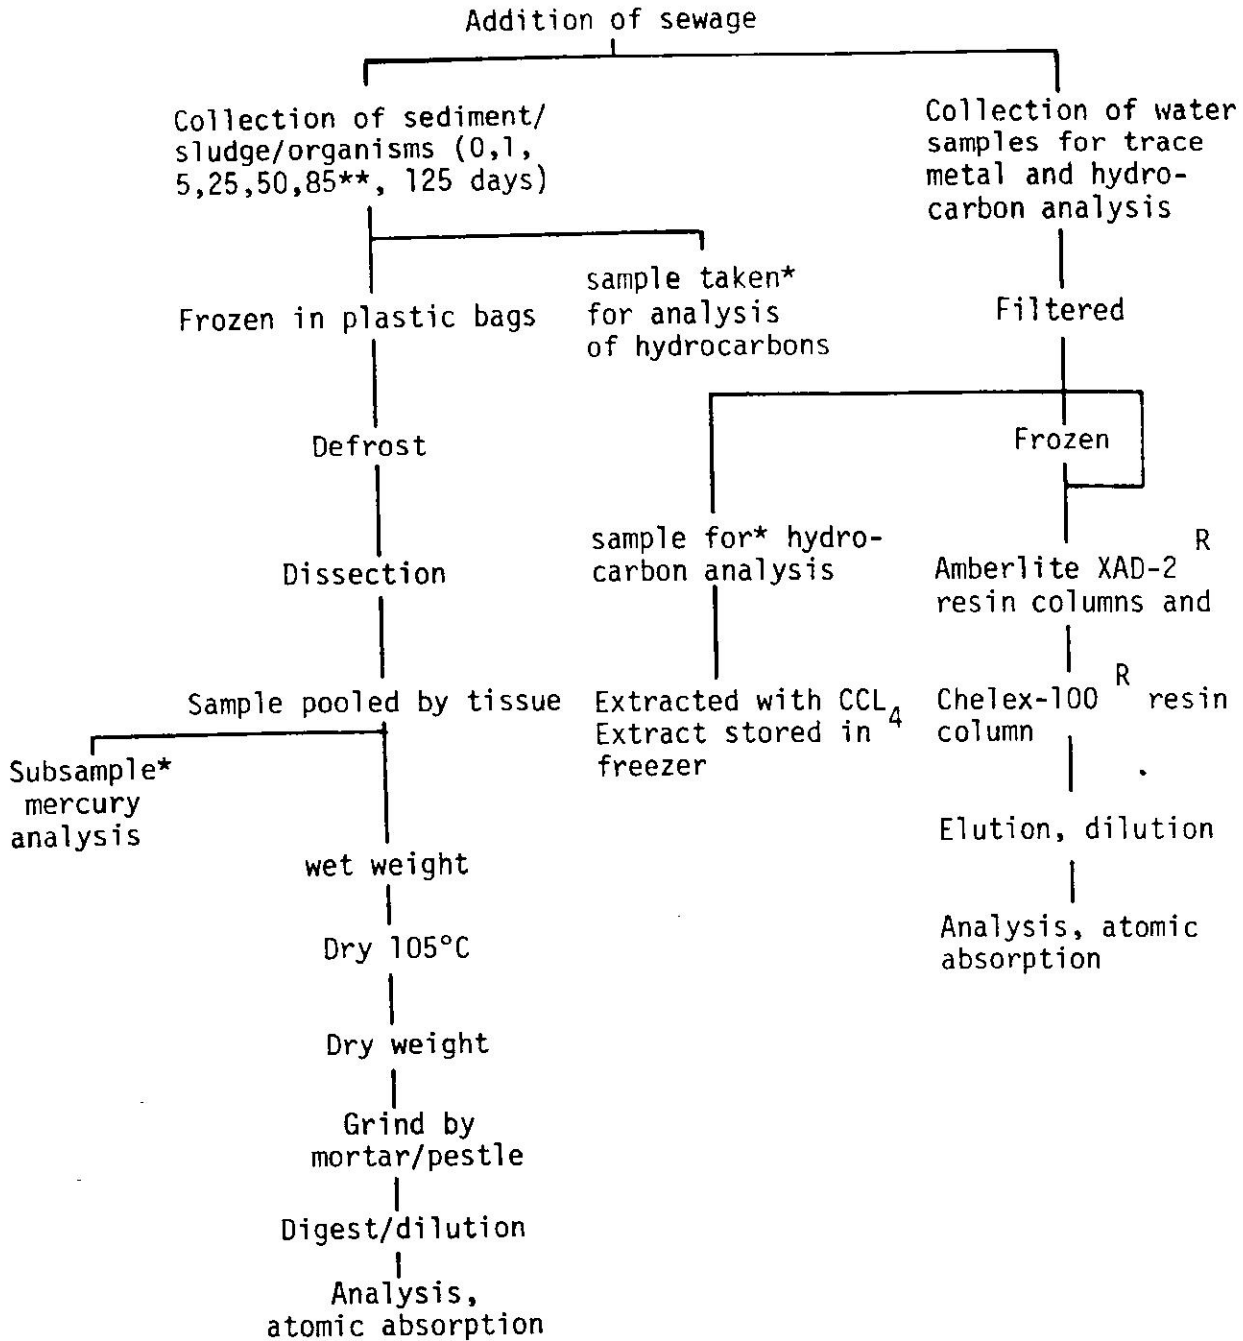 Addition of sewage
Collection of sediment/
sludge/organisms (0,1,
5,25,50,85**, 125 days)
Collection of water
samples for trace
metal and hydro-
carbon analysis
sample taken*
for analysis
of hydrocarbons
Frozen in plastic bags
Filtered
Defrost
Frozen
sample for* hydro-
carbon analysis
Dissection
Amberlite XAD-2 R
resin columns and
Sample pooled by tissue
Extracted with CCL4
Extract stored in
freezer
Chelex-100 R resin
column
Subsample*
mercury
analysis
Elution, dilution
wet weight
Analysis, atomic
absorption
Dry 105°C
Dry weight
Grind by
mortar/pestle
Digest/dilution
Analysis,
atomic absorption